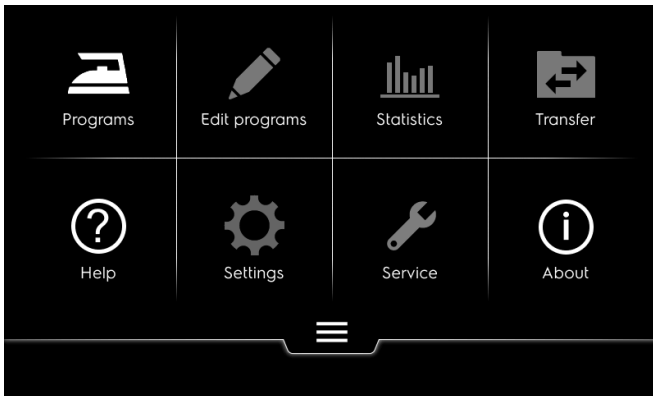 Programs
Edit programs
Statistics
Transfer
Help
Settings
Service
About